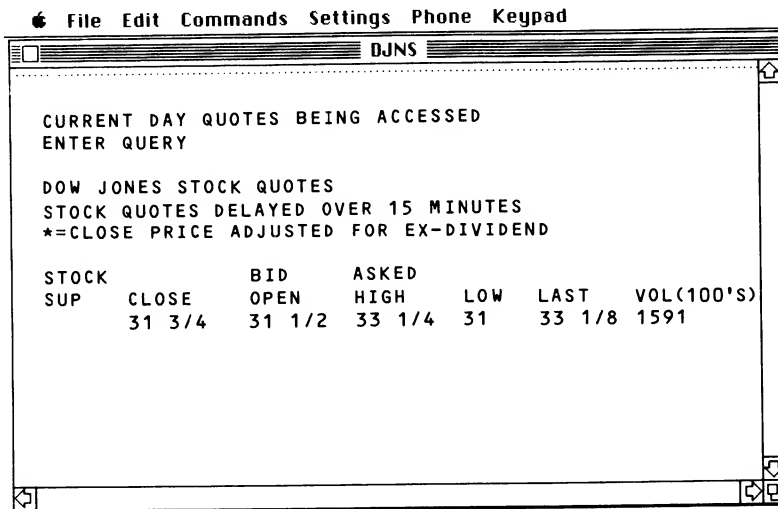 File Edit Commands Settings Phone Keypad
DJNS
CURRENT DAY QUOTES BEING ACCESSED
ENTER QUERY
DOW JONES STOCK QUOTES
STOCK QUOTES DELAYED OVER 15 MINUTES
*=CLOSE PRICE ADJUSTED FOR EX-DIVIDEND
STOCK BID ASKED
SUP CLOSE OPEN HIGH LOW LAST VOL(100'S)
31 3/4 31 1/2 33 1/4 31 33 1/8 1591